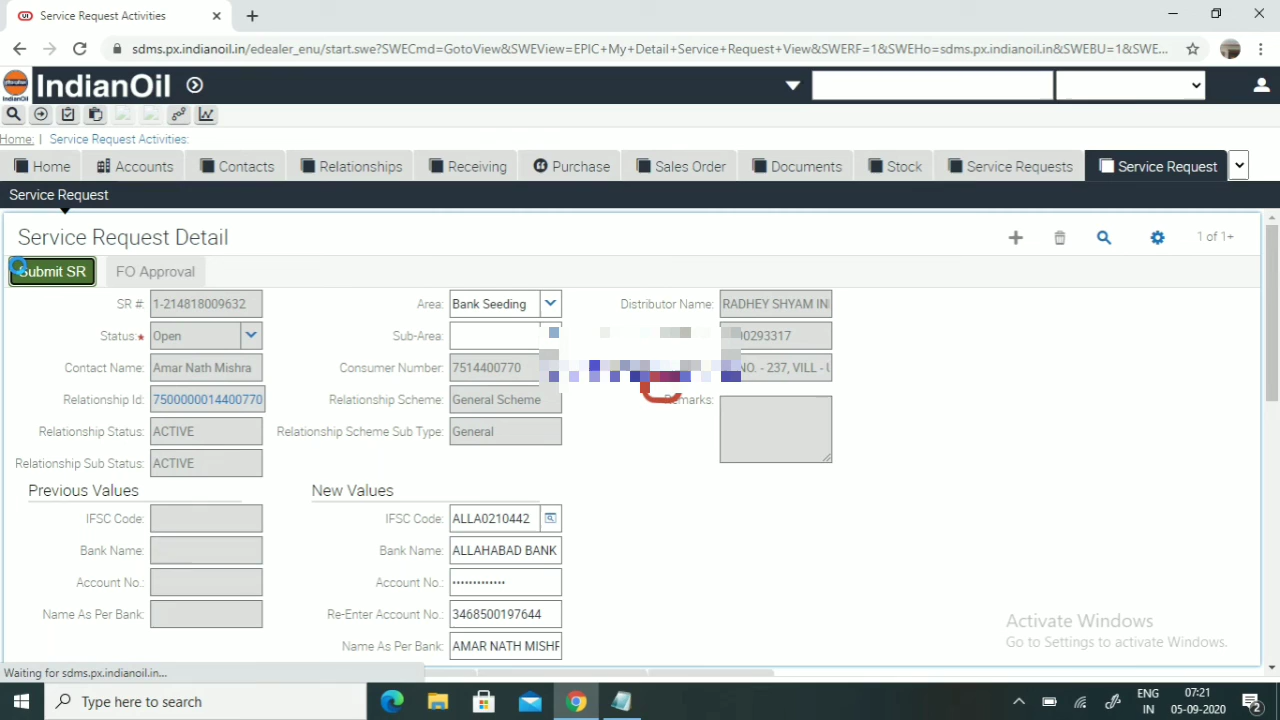 Service Request Activities
sdms.px.indianoil.in/edealer_enu/start.swe?SWECmd=GotoView&SWEView=EPIC+My+Detail+Service+Request+View&SWERF=1&SWEHo=sdms.px.indianoil.in&SWEBU=1&SWE...
IndianOil
Home: | Service Request Activities:
Home Accounts Contacts Relationships Receiving Purchase Sales Order Documents Stock Service Requests Service Request
Service Request
Service Request Detail 1 of 1+
Submit SR FO Approval
SR #: 1-214818009632 Area: Bank Seeding Distributor Name: RADHEY SHYAM IN
Status:★ Open Sub-Area: 00293317
Contact Name: Amar Nath Mishra Consumer Number: 7514400770 NO. - 237, VILL - U
Relationship Id: 7500000014400770 Relationship Scheme: General Scheme Remarks:
Relationship Status: ACTIVE Relationship Scheme Sub Type: General
Relationship Sub Status: ACTIVE
Previous Values New Values
IFSC Code: IFSC Code: ALLA0210442
Bank Name: Bank Name: ALLAHABAD BANK
Account No.: Account No.: •••••••••••••
Name As Per Bank: Re-Enter Account No.: 3468500197644
Name As Per Bank: AMAR NATH MISHR
Activate Windows
Go to Settings to activate Windows.
Waiting for sdms.px.indianoil.in...
Type here to search
ENG 07:21
IN 05-09-2020 2